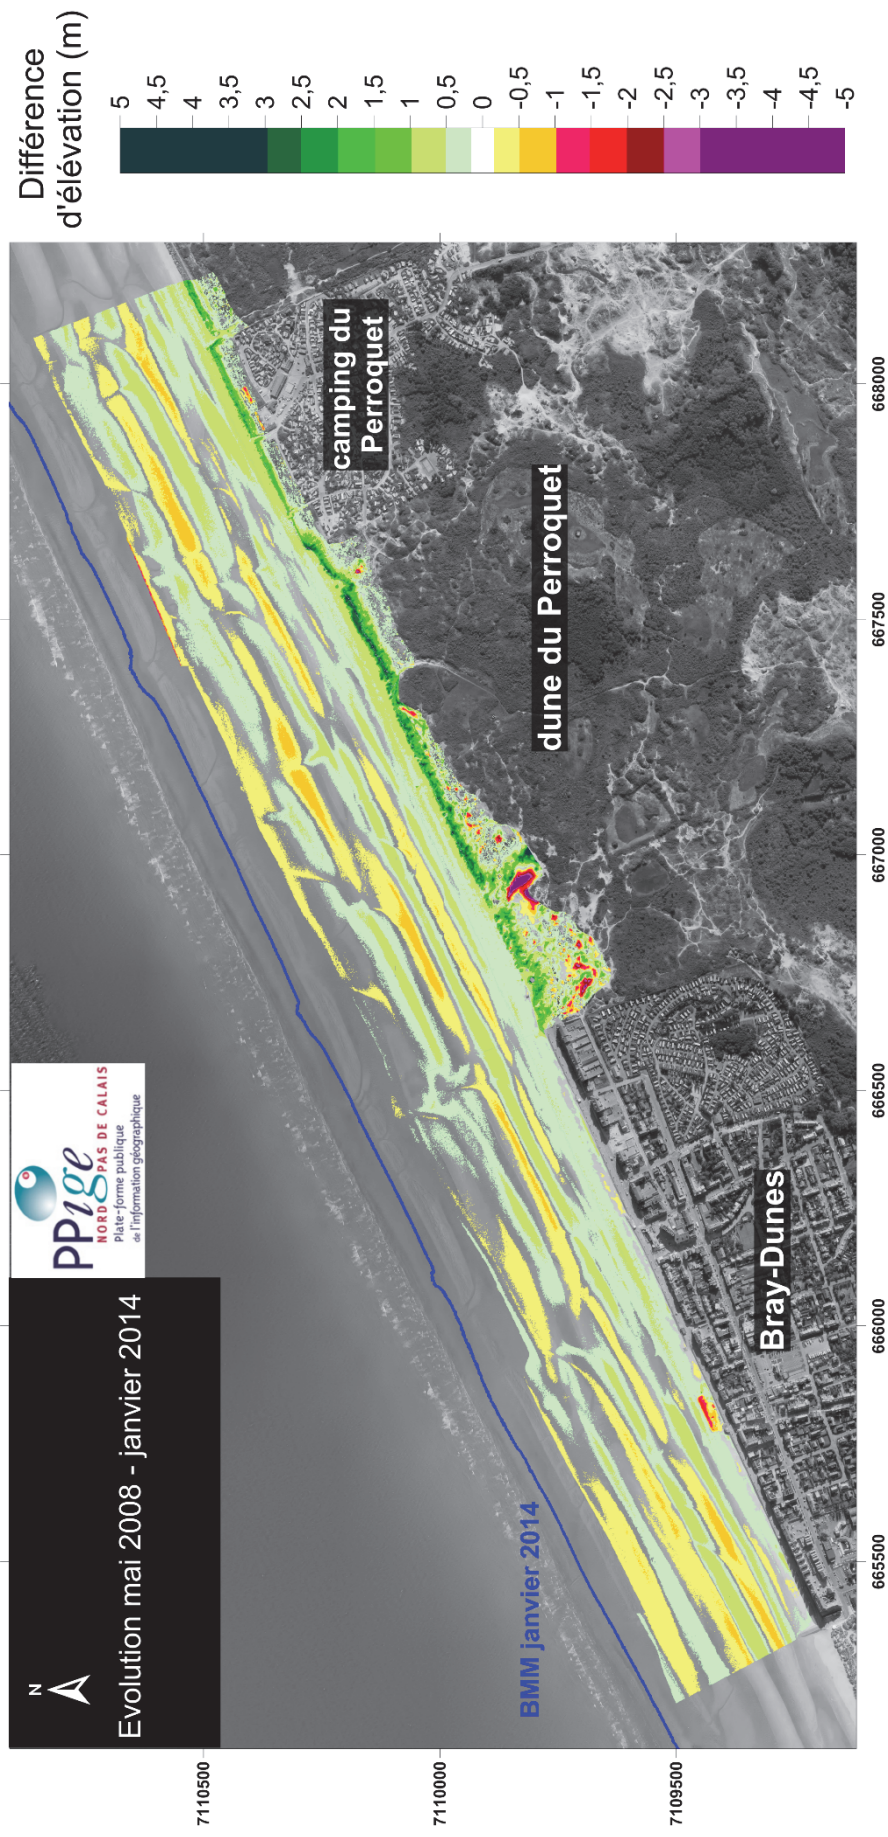 Evolution mai 2008 - janvier 2014
N
PPige
NORD PAS DE CALAIS
Plate-forme publique
de l'information géographique
BMM janvier 2014
Bray-Dunes
dune du Perroquet
camping du
Perroquet
7110500
7110000
7109500
665500
666000
666500
667000
667500
668000
Différence
d'élévation (m)
5
4,5
4
3,5
3
2,5
2
1,5
1
0,5
0
-0,5
-1
-1,5
-2
-2,5
-3
-3,5
-4
-4,5
-5